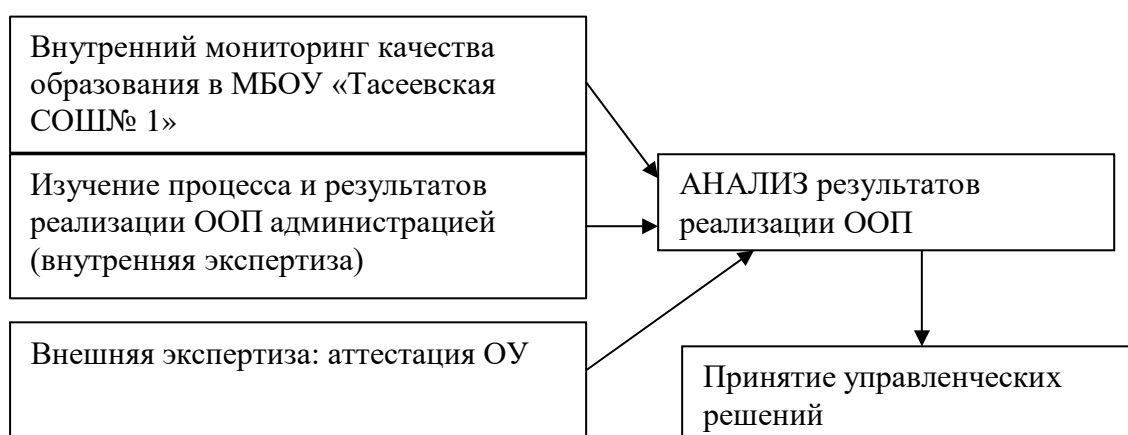 Внутренний мониторинг качества
образования в МБОУ «Тасеевская
СОШ№ 1»
Изучение процесса и результатов
реализации ООП администрацией
(внутренняя экспертиза)
АНАЛИЗ результатов
реализации ООП
Внешняя экспертиза: аттестация ОУ
Принятие управленческих
решений